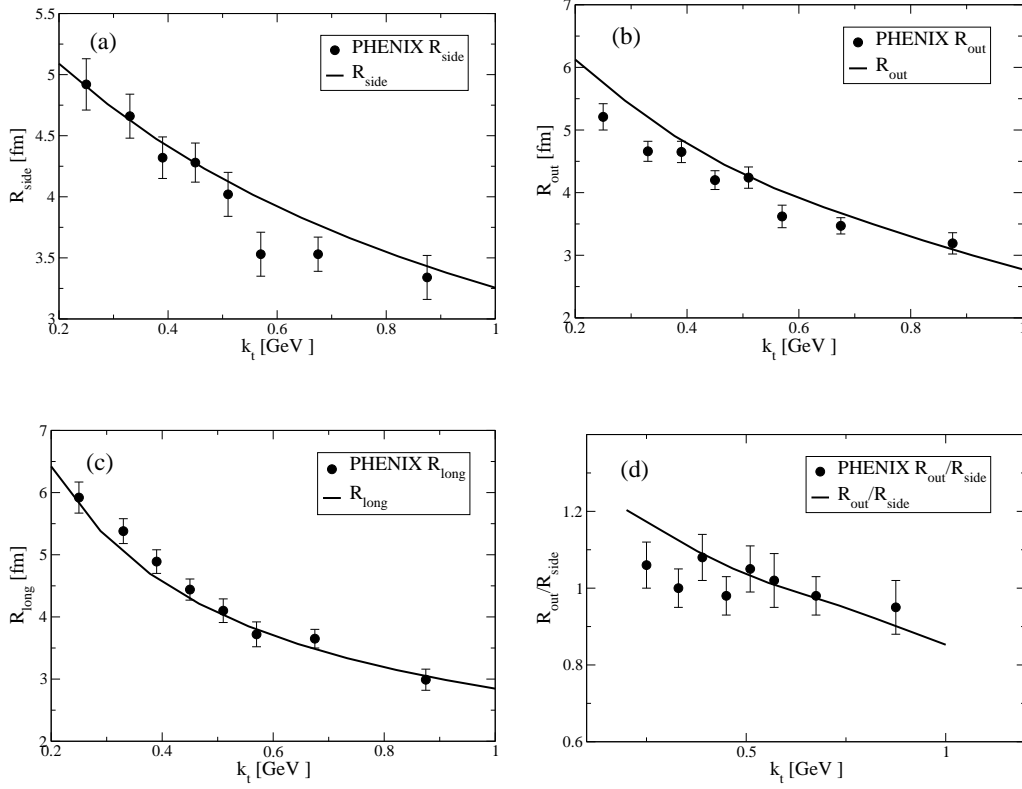 (a)
PHENIX R_side
R_side
5.5
5
4.5
4
3.5
3
R_side [fm]
0.2 0.4 0.6 0.8 1
k_t [GeV ]
(b)
PHENIX R_out
R_out
7
6
5
4
3
2
R_out [fm]
0.2 0.4 0.6 0.8 1
k_t [GeV ]
(c)
PHENIX R_long
R_long
7
6
5
4
3
2
R_long [fm]
0.2 0.4 0.6 0.8 1
k_t [GeV ]
(d)
PHENIX R_out/R_side
R_out/R_side
1.2
1
0.8
0.6
R_out/R_side
0.5 1
k_t [GeV ]